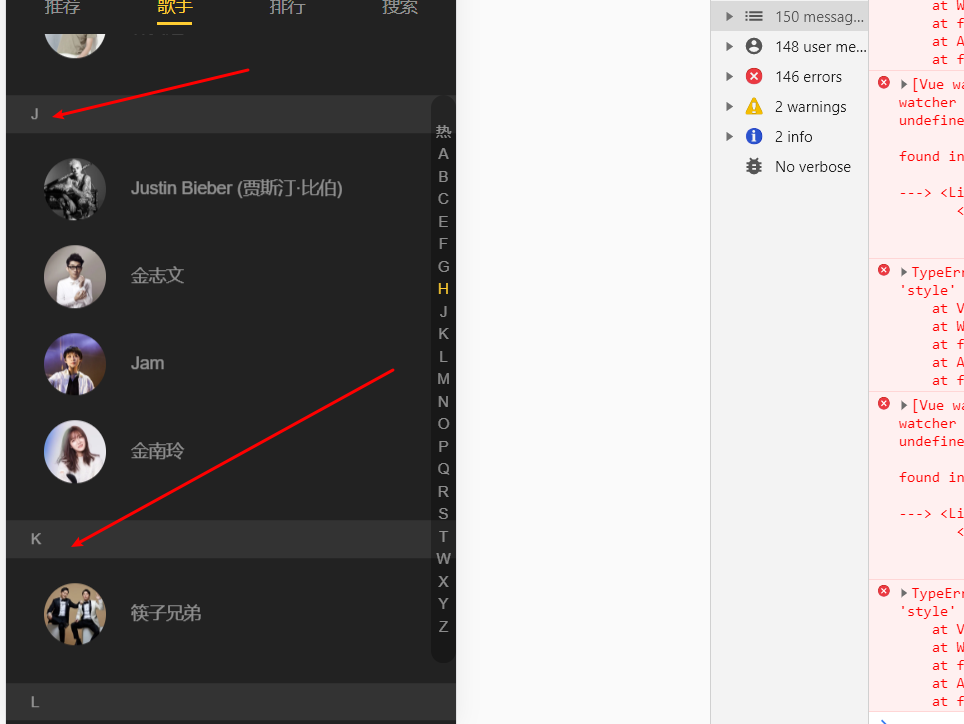 推荐
歌手
排行
搜索
J
Justin Bieber (贾斯汀·比伯)
金志文
Jam
金南玲
K
筷子兄弟
L
热
A
B
C
E
F
G
H
J
K
L
M
N
O
P
Q
R
S
T
W
X
Y
Z
150 messag...
148 user me...
146 errors
2 warnings
2 info
No verbose
at W
at f
at A
at f
[Vue wa
watcher
undefine
found in
---> <Li
<
TypeErr
'style'
at V
at W
at f
at A
at f
[Vue wa
watcher
undefine
found in
---> <Li
<
TypeErr
'style'
at V
at W
at f
at A
at f